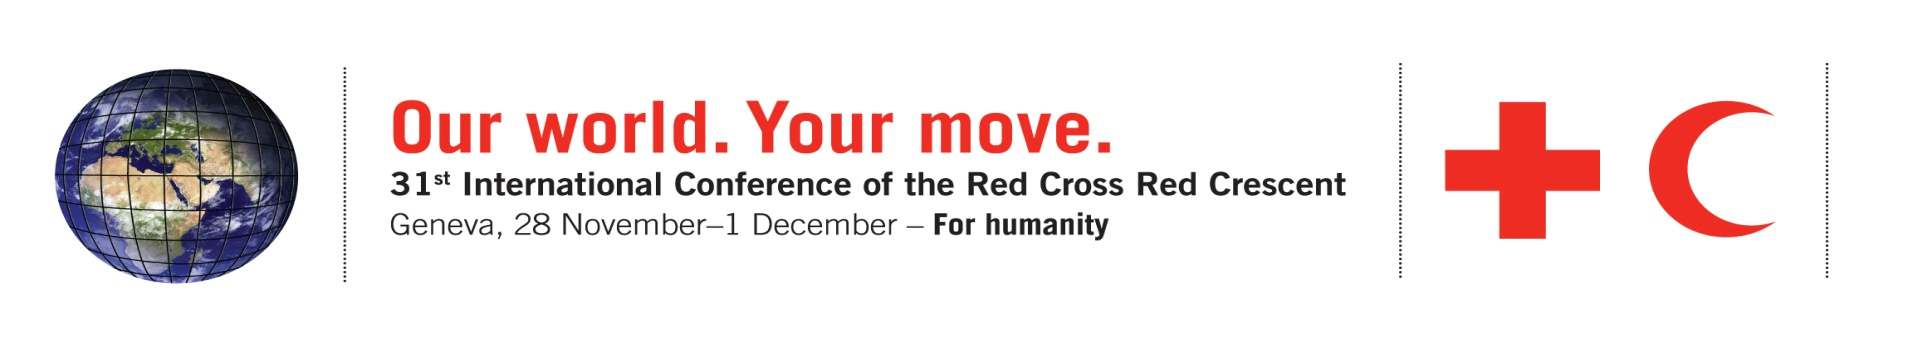 Our world. Your move.
31st International Conference of the Red Cross Red Crescent
Geneva, 28 November–1 December – For humanity